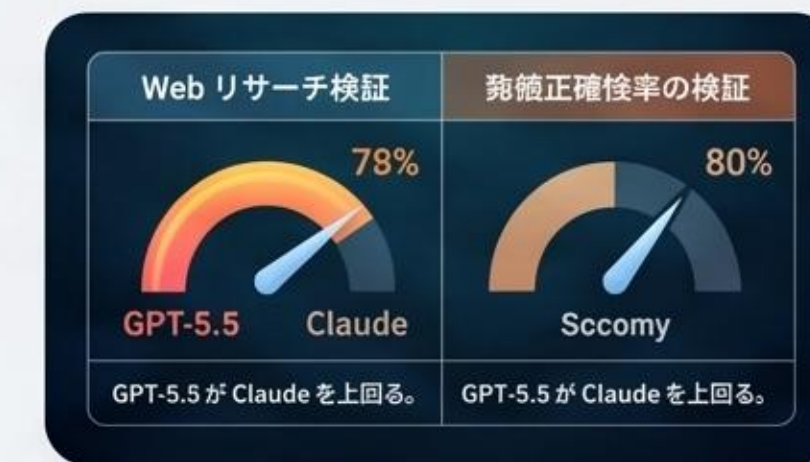 Web リサーチ検証
正確性率の検証
78%
80%
GPT-5.5
Claude
Sccomy
GPT-5.5 が Claude を上回る。
GPT-5.5 が Claude を上回る。